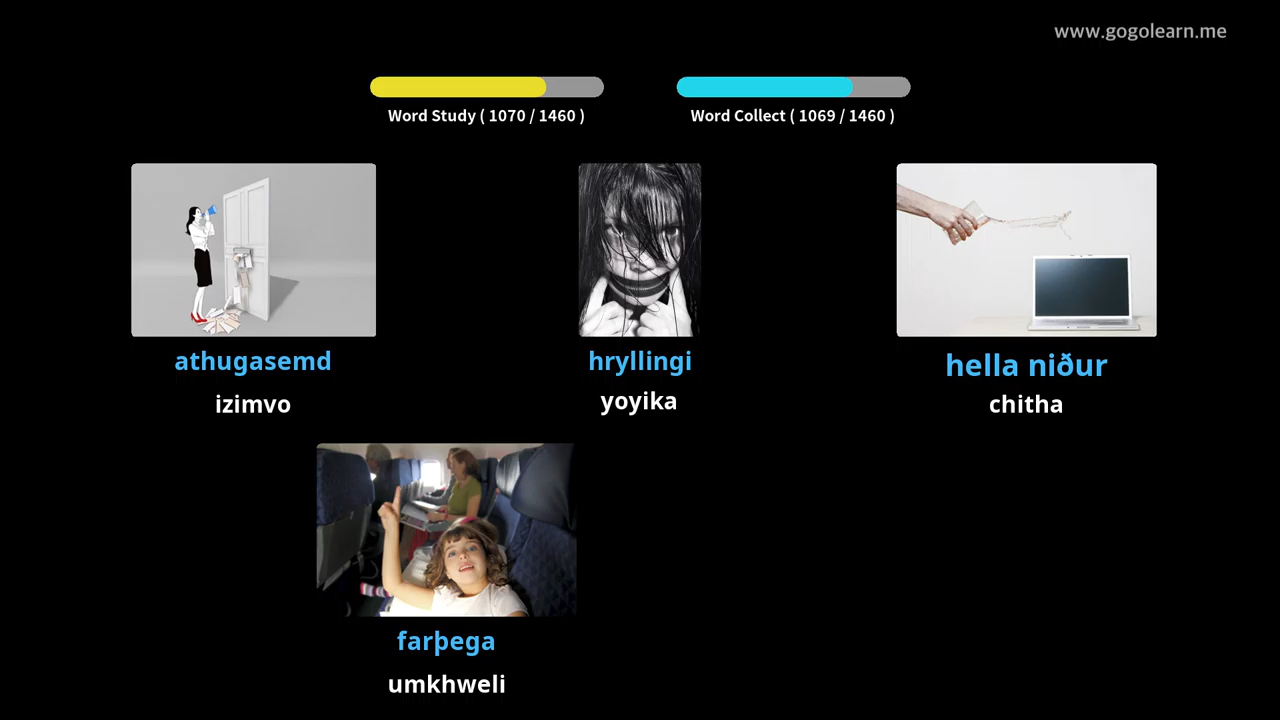 www.gogolearn.me
Word Study ( 1070 / 1460 )
Word Collect ( 1069 / 1460 )
athugasemd
izimvo
hryllingi
yoyika
hella niður
chitha
farþega
umkhweli